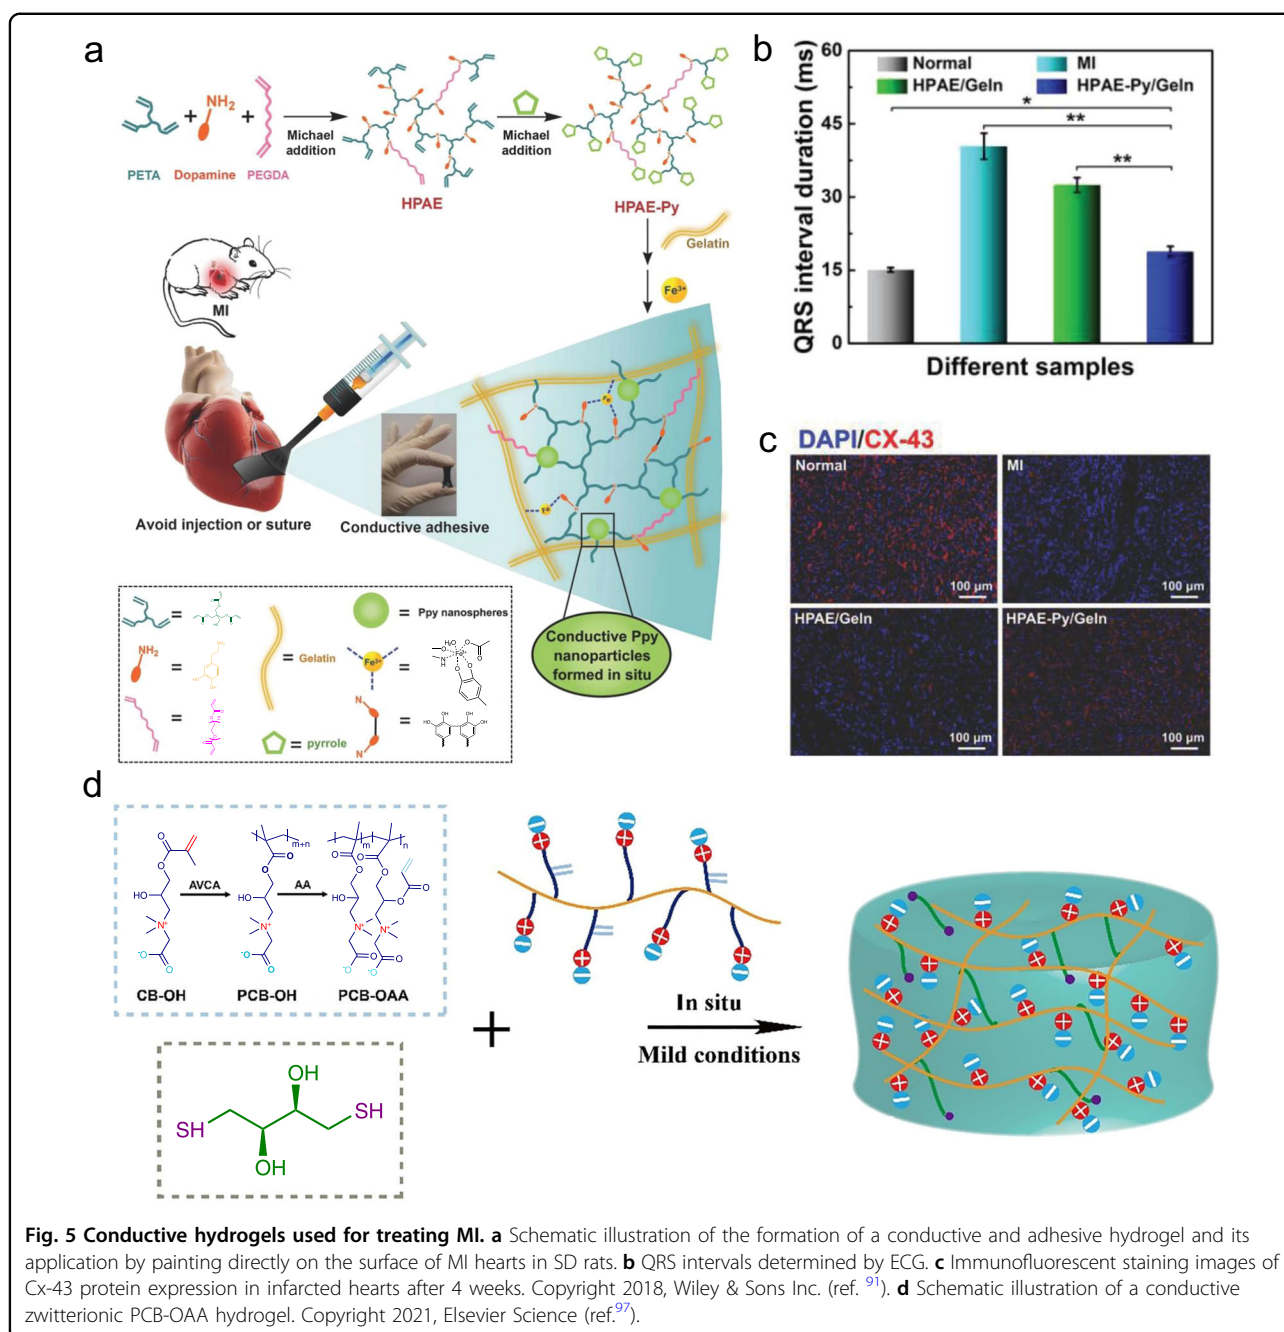 a
NH₂
+
+
PETA
Dopamine
PEGDA
Michael
addition
HPAE
Michael
addition
HPAE-Py
Gelatin
Fe³⁺
MI
Avoid injection or suture
Conductive adhesive
Fe
Fe
Conductive Ppy
nanoparticles
formed in situ
=
= Ppy nanospheres
NH₂
=
= Gelatin
Fe³⁺
=
=
= pyrrole
N
N
=
b
QRS interval duration (ms)
60
45
30
15
0
Normal
MI
HPAE/Geln
HPAE-Py/Geln
*
**
**
Different samples
c
DAPI/CX-43
Normal
100 μm
MI
100 μm
HPAE/Geln
100 μm
HPAE-Py/Geln
100 μm
d
AVCA
AA
CB-OH
PCB-OH
PCB-OAA
OH
SH
SH
OH
+
In situ
Mild conditions
Fig. 5 Conductive hydrogels used for treating MI. a Schematic illustration of the formation of a conductive and adhesive hydrogel and its
application by painting directly on the surface of MI hearts in SD rats. b QRS intervals determined by ECG. c Immunofluorescent staining images of
Cx-43 protein expression in infarcted hearts after 4 weeks. Copyright 2018, Wiley & Sons Inc. (ref. 91). d Schematic illustration of a conductive
zwitterionic PCB-OAA hydrogel. Copyright 2021, Elsevier Science (ref.97).